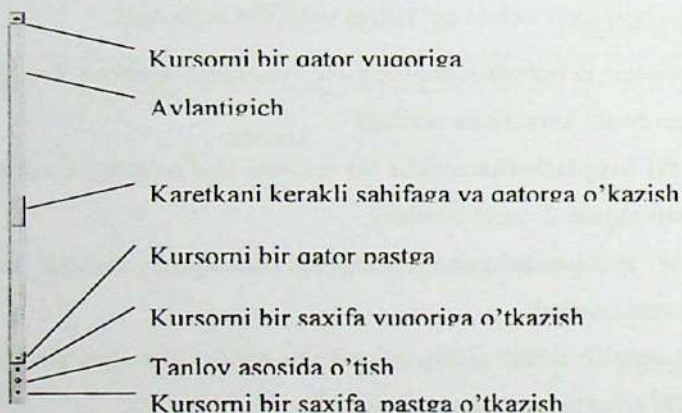 Kursorni bir qator yuqoriga
Aylantigich
Karetkani kerakli sahifaga va qatorga o'kazish
Kursorni bir qator pastga
Kursorni bir saxifa yuqoriga o'tkazish
Tanlov asosida o'tish
Kursorni bir saxifa pastga o'tkazish